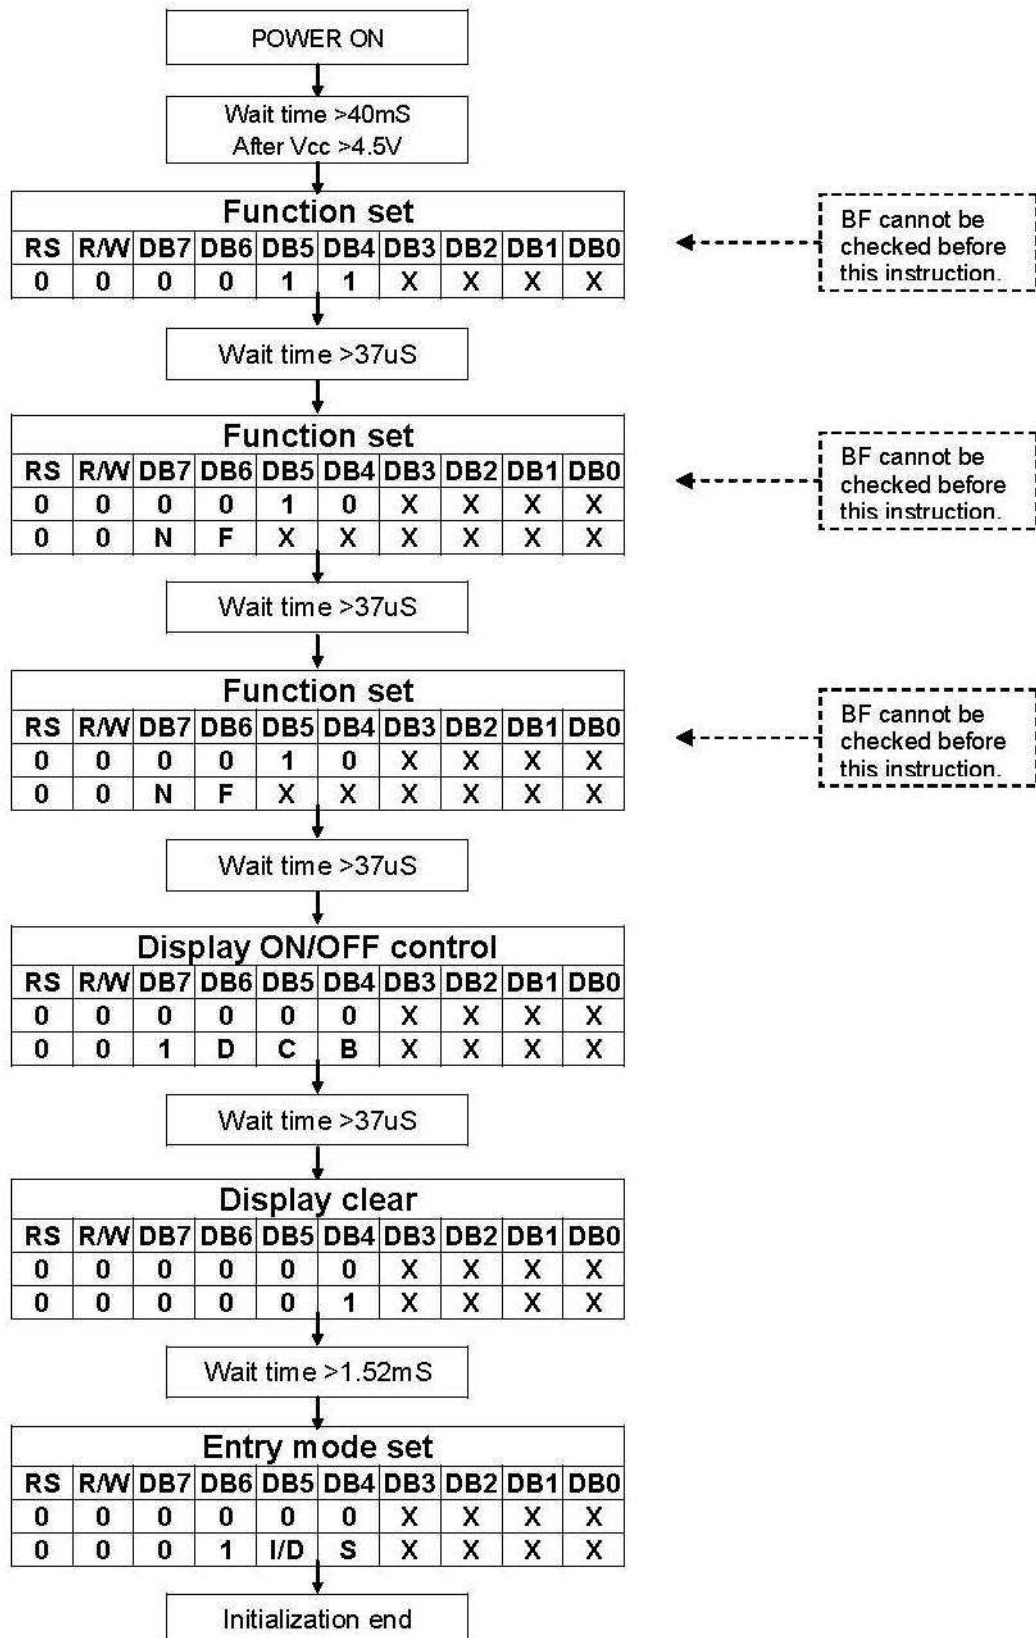 POWER ON
Wait time >40mS
After Vcc >4.5V
Function set
RS R/W DB7 DB6 DB5 DB4 DB3 DB2 DB1 DB0
0 0 0 0 1 1 X X X X
BF cannot be
checked before
this instruction.
Wait time >37uS
Function set
RS R/W DB7 DB6 DB5 DB4 DB3 DB2 DB1 DB0
0 0 0 0 1 0 X X X X
0 0 N F X X X X X X
BF cannot be
checked before
this instruction.
Wait time >37uS
Function set
RS R/W DB7 DB6 DB5 DB4 DB3 DB2 DB1 DB0
0 0 0 0 1 0 X X X X
0 0 N F X X X X X X
BF cannot be
checked before
this instruction.
Wait time >37uS
Display ON/OFF control
RS R/W DB7 DB6 DB5 DB4 DB3 DB2 DB1 DB0
0 0 0 0 0 0 X X X X
0 0 1 D C B X X X X
Wait time >37uS
Display clear
RS R/W DB7 DB6 DB5 DB4 DB3 DB2 DB1 DB0
0 0 0 0 0 0 X X X X
0 0 0 0 0 1 X X X X
Wait time >1.52mS
Entry mode set
RS R/W DB7 DB6 DB5 DB4 DB3 DB2 DB1 DB0
0 0 0 0 0 0 X X X X
0 0 0 1 I/D S X X X X
Initialization end